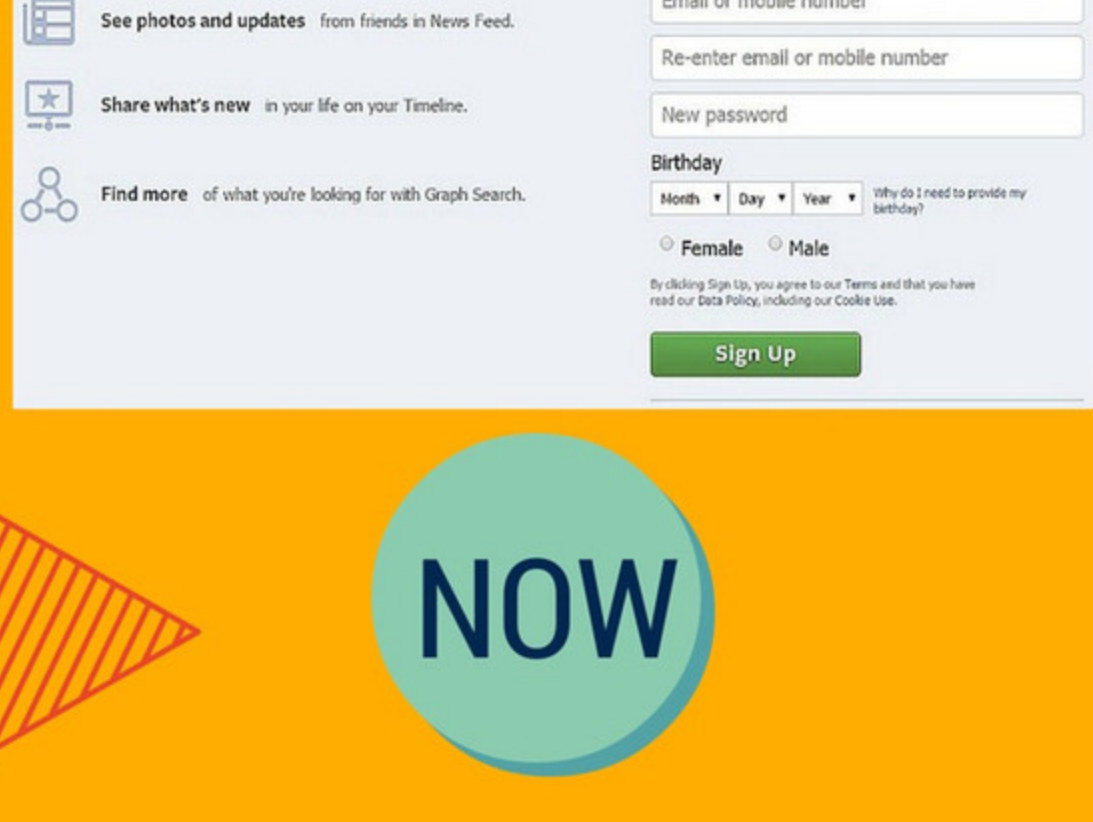 Email or mobile number
See photos and updates from friends in News Feed.
Re-enter email or mobile number
Share what's new in your life on your Timeline.
New password
Birthday
Month Day Year
Why do I need to provide my
birthday?
Find more of what you're looking for with Graph Search.
Female Male
By clicking Sign Up, you agree to our Terms and that you have
read our Data Policy, including our Cookie Use.
Sign Up
NOW